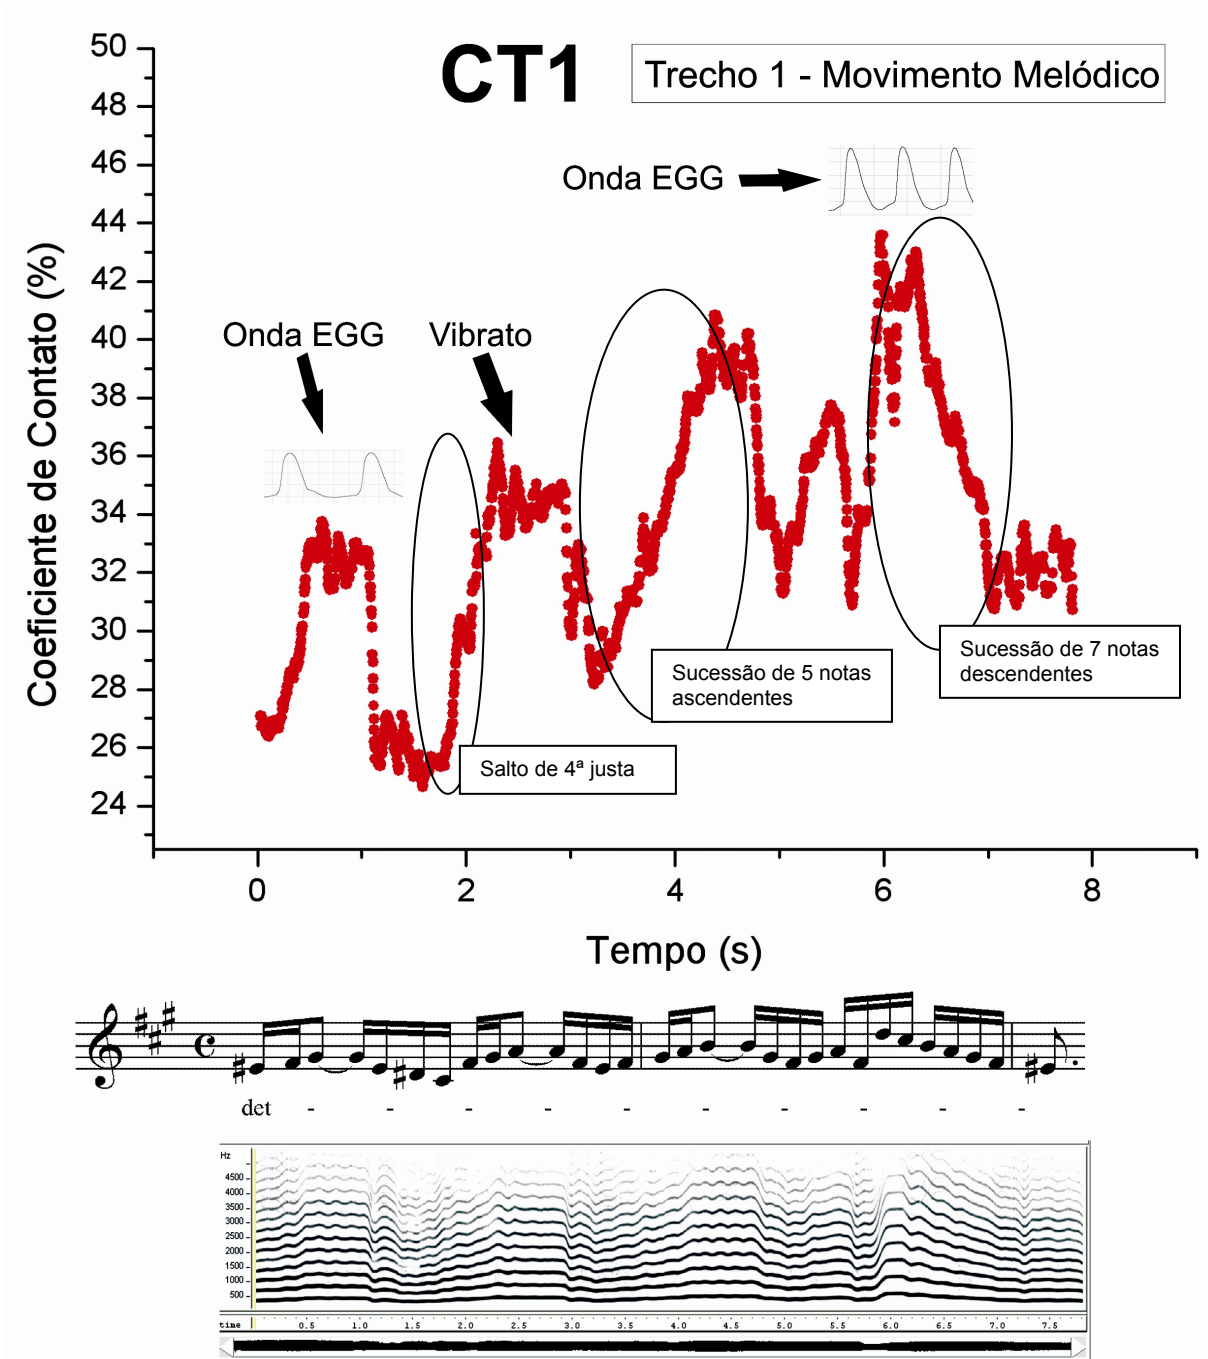 CT1
Trecho 1 - Movimento Melódico
50
48
46
44
42
40
38
36
34
32
30
28
26
24
Coeficiente de Contato (%)
Onda EGG
Onda EGG
Vibrato
Sucessão de 7 notas
descendentes
Sucessão de 5 notas
ascendentes
Salto de 4ª justa
0 2 4 6 8
Tempo (s)
det - - - - - - - - - -
Hz
4500
4000
3500
3000
2500
2000
1500
1000
500
time 0.5 1.0 1.5 2.0 2.5 3.0 3.5 4.0 4.5 5.0 5.5 6.0 6.5 7.0 7.5